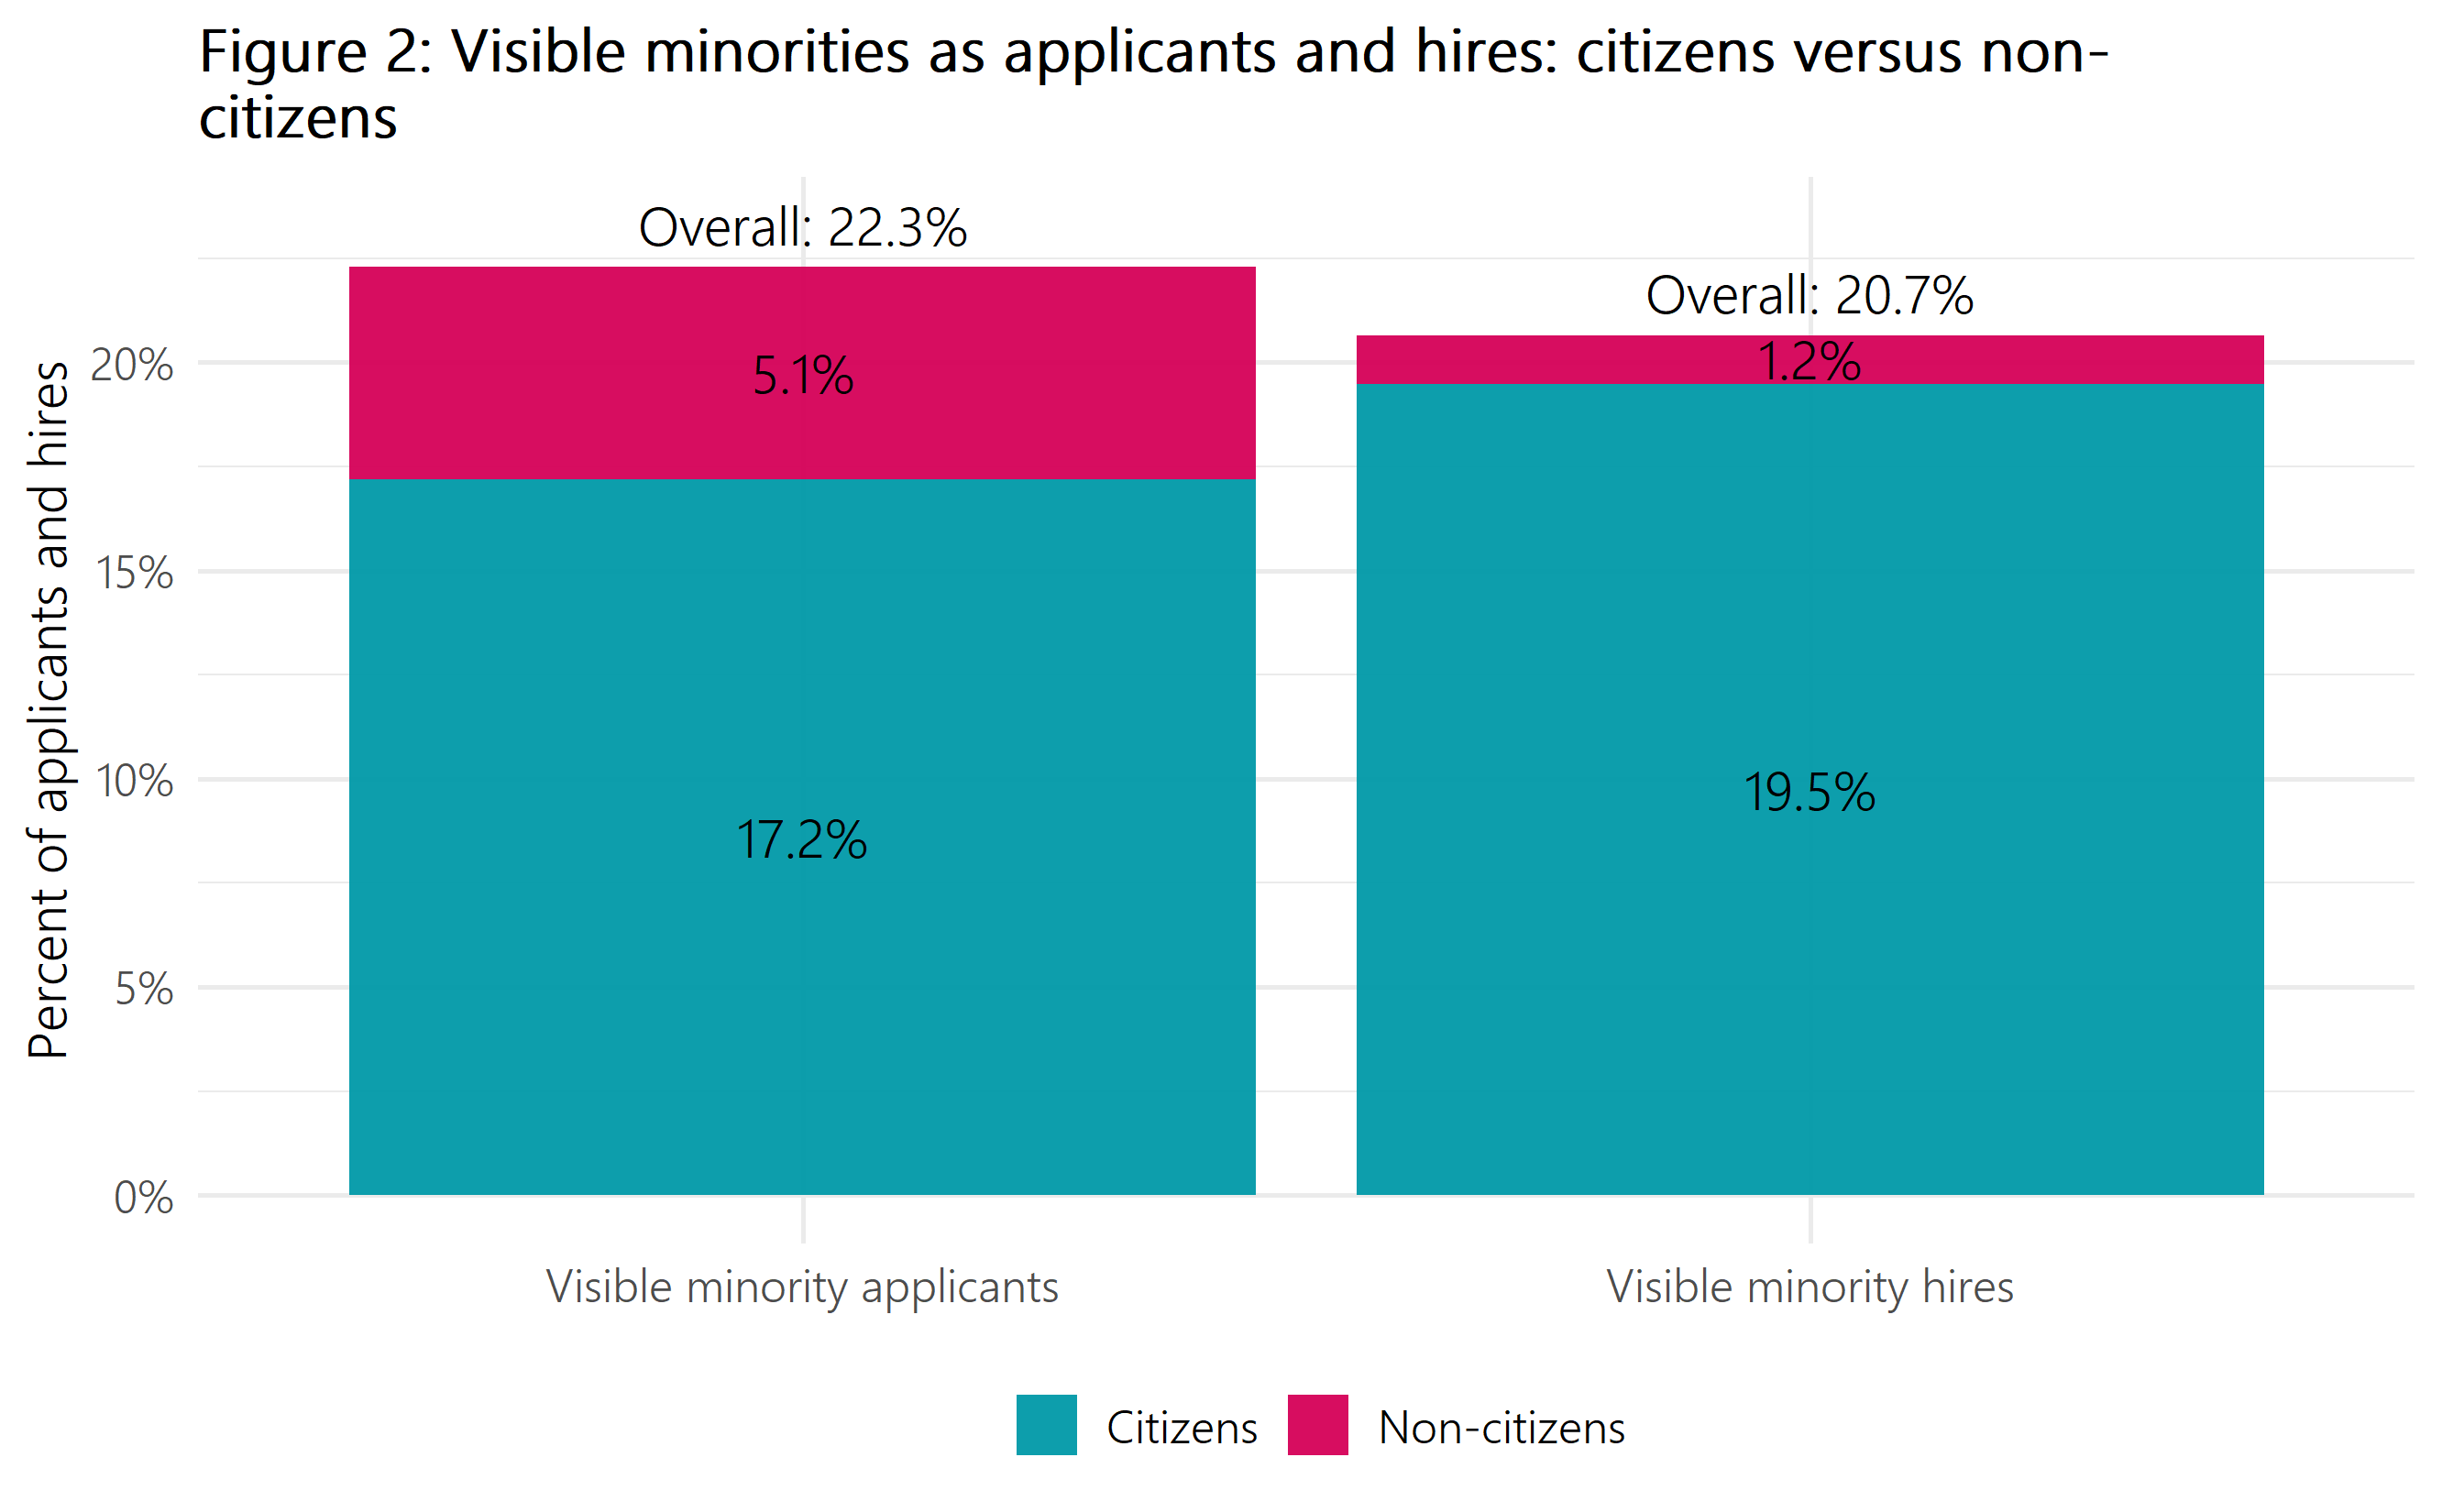 Figure 2: Visible minorities as applicants and hires: citizens versus non-
citizens
Percent of applicants and hires
20%
15%
10%
5%
0%
Overall: 22.3%
5.1%
17.2%
Overall: 20.7%
1.2%
19.5%
Visible minority applicants
Visible minority hires
Citizens
Non-citizens